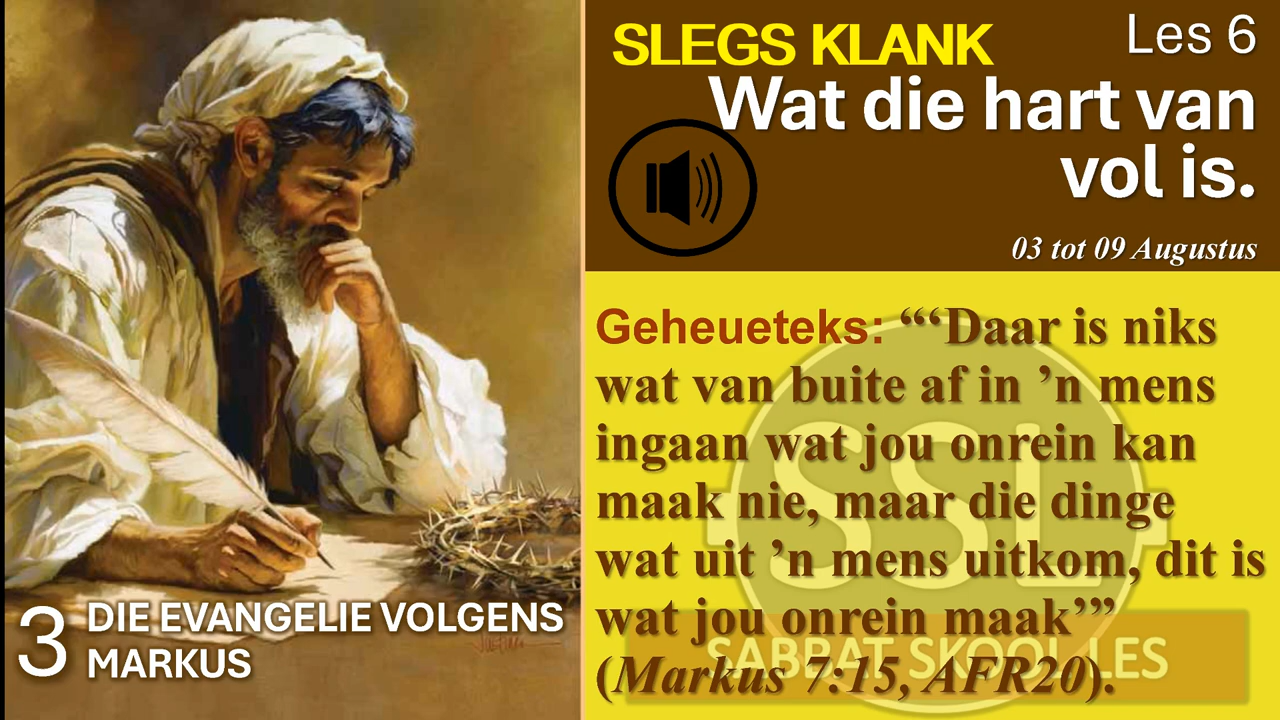 SLEGS KLANK
Les 6
Wat die hart van
vol is.
03 tot 09 Augustus
Geheueteks: “‘Daar is niks
wat van buite af in ’n mens
ingaan wat jou onrein kan
maak nie, maar die dinge
wat uit ’n mens uitkom, dit is
wat jou onrein maak’”
(Markus 7:15, AFR20).
SSL
SABBAT SKOOL LES
3
DIE EVANGELIE VOLGENS
MARKUS